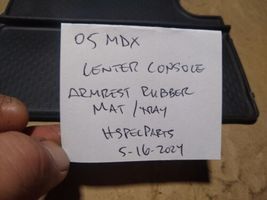 05 MDX
CENTER CONSOLE
ARMREST RUBBER
MAT / TRAY
HSPECPARTS
5-16-2024